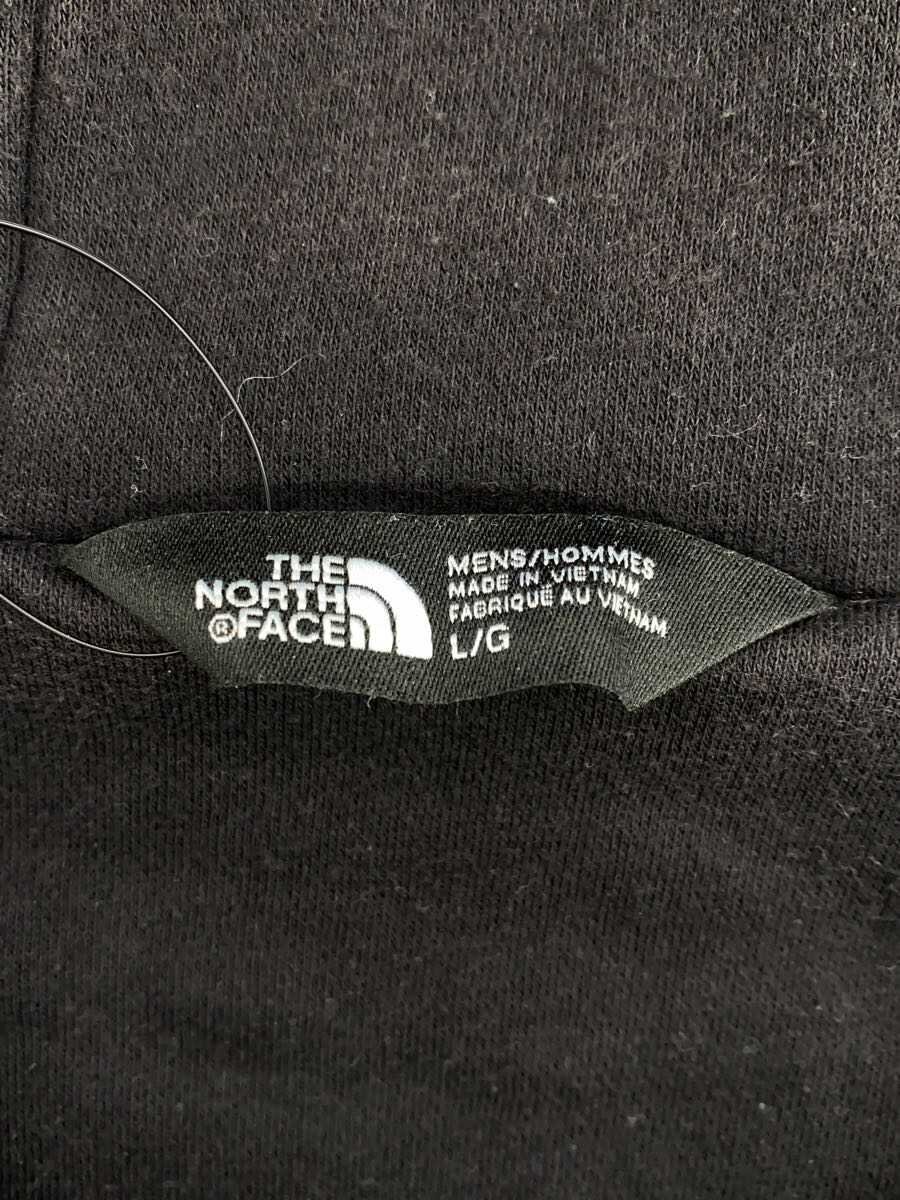 THE
NORTH
®FACE
MENS/HOMMES
MADE IN VIETNAM
FABRIQUÉ AU VIETNAM
L/G